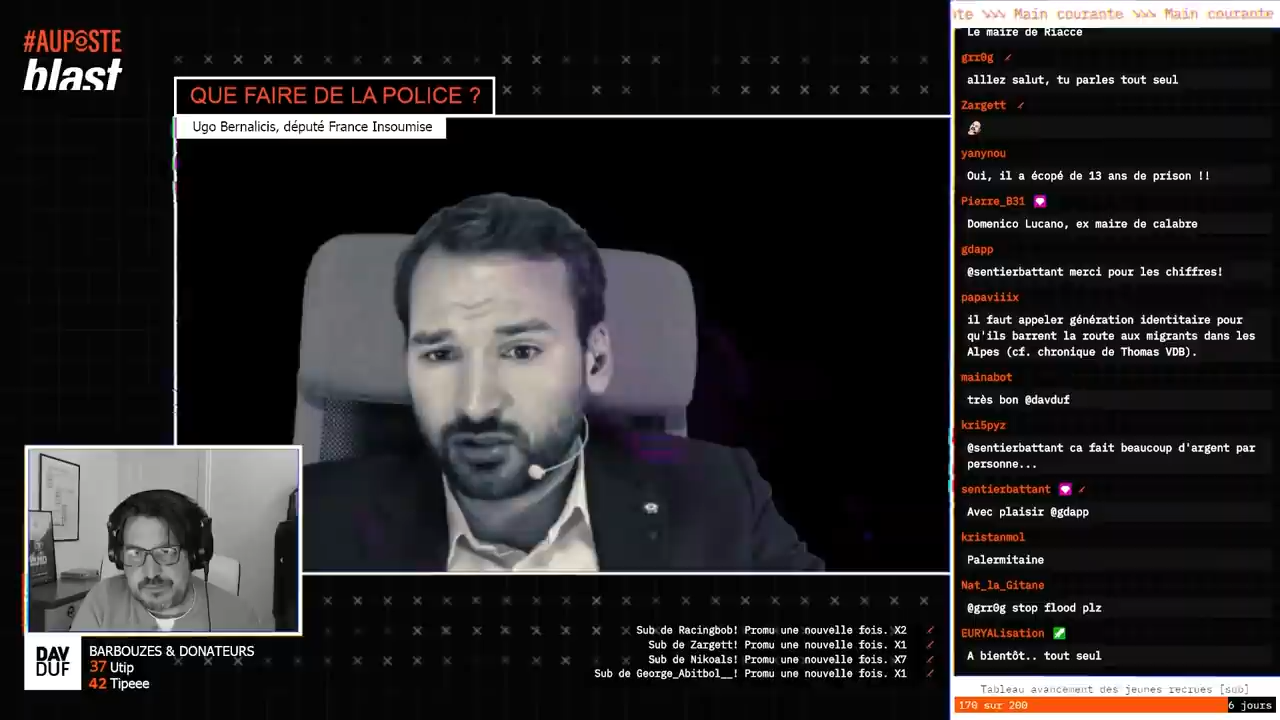 #AUPOSTE
blast
QUE FAIRE DE LA POLICE ?
Ugo Bernalicis, député France Insoumise
DAV
DUF
BARBOUZES & DONATEURS
37 Utip
42 Tipeee
Sub de Racingbob! Promu une nouvelle fois. X2
Sub de Zargett! Promu une nouvelle fois. X1
Sub de Nikoals! Promu une nouvelle fois. X7
Sub de George_Abitbol__! Promu une nouvelle fois. X1
te >>> Main courante >>> Main courante
Le maire de Riacce
grr0g
alllez salut, tu parles tout seul
Zargett
yanynou
Oui, il a écopé de 13 ans de prison !!
Pierre_B31
Domenico Lucano, ex maire de calabre
gdapp
@sentierbattant merci pour les chiffres!
papaviiix
il faut appeler génération identitaire pour
qu'ils barrent la route aux migrants dans les
Alpes (cf. chronique de Thomas VDB).
mainabot
très bon @davduf
kri5pyz
@sentierbattant ca fait beaucoup d'argent par
personne...
sentierbattant
Avec plaisir @gdapp
kristanmol
Palermitaine
Nat_la_Gitane
@grr0g stop flood plz
EURYALisation
A bientôt.. tout seul
Tableau avancement des jeunes recrues [sub]
170 sur 200
6 jours